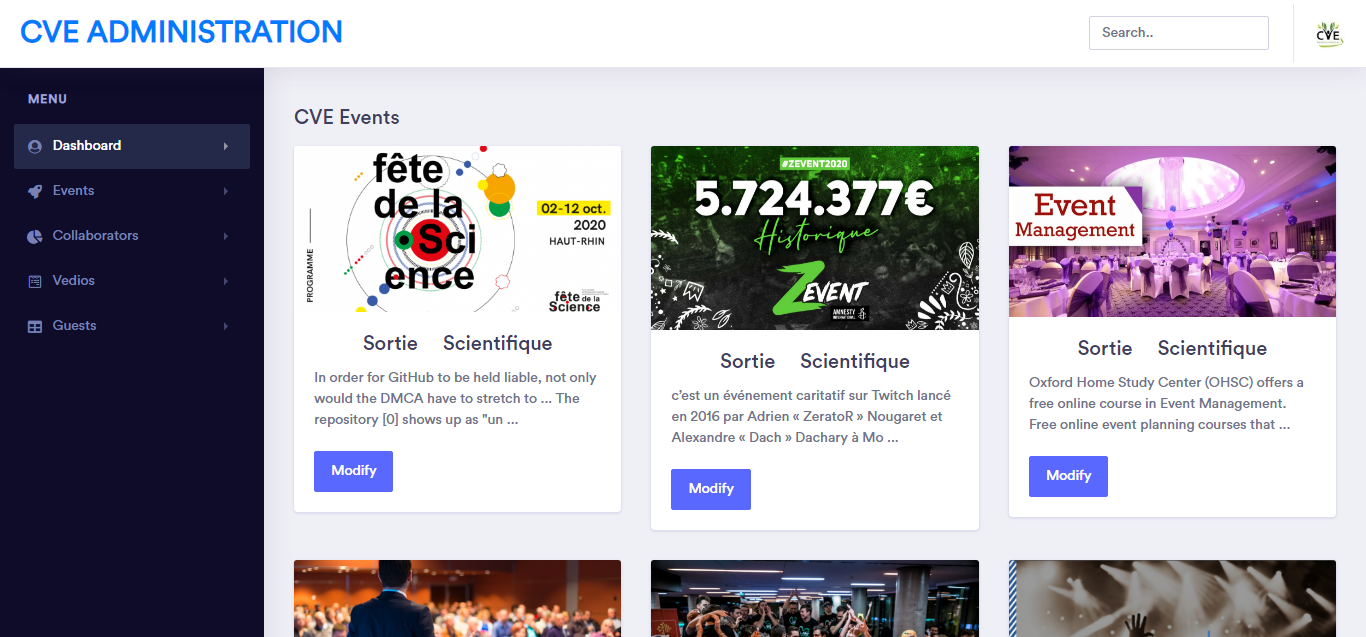 CVE ADMINISTRATION
Search..
CVE
MENU
Dashboard
Events
Collaborators
Vedios
Guests
CVE Events
fête
de la
Sci
ence
PROGRAMME
02-12 oct.
2020
HAUT-RHIN
fête de la
Science
Sortie Scientifique
In order for GitHub to be held liable, not only
would the DMCA have to stretch to ... The
repository [0] shows up as "un ...
Modify
#ZEVENT2020
5.724.377€
Historique
ZEVENT
AMNESTY
INTERNATIONAL
Sortie Scientifique
c'est un événement caritatif sur Twitch lancé
en 2016 par Adrien « ZeratoR » Nougaret et
Alexandre « Dach » Dachary à Mo ...
Modify
Event
Management
Sortie Scientifique
Oxford Home Study Center (OHSC) offers a
free online course in Event Management.
Free online event planning courses that ...
Modify